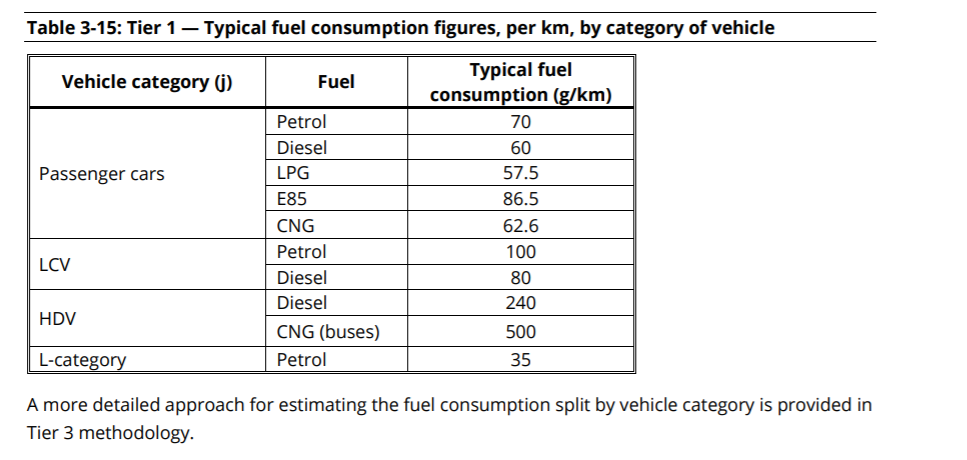 Table 3-15: Tier 1 — Typical fuel consumption figures, per km, by category of vehicle
Vehicle category (j) Fuel Typical fuel consumption (g/km)
Passenger cars Petrol 70
Diesel 60
LPG 57.5
E85 86.5
CNG 62.6
LCV Petrol 100
Diesel 80
HDV Diesel 240
CNG (buses) 500
L-category Petrol 35
A more detailed approach for estimating the fuel consumption split by vehicle category is provided in
Tier 3 methodology.